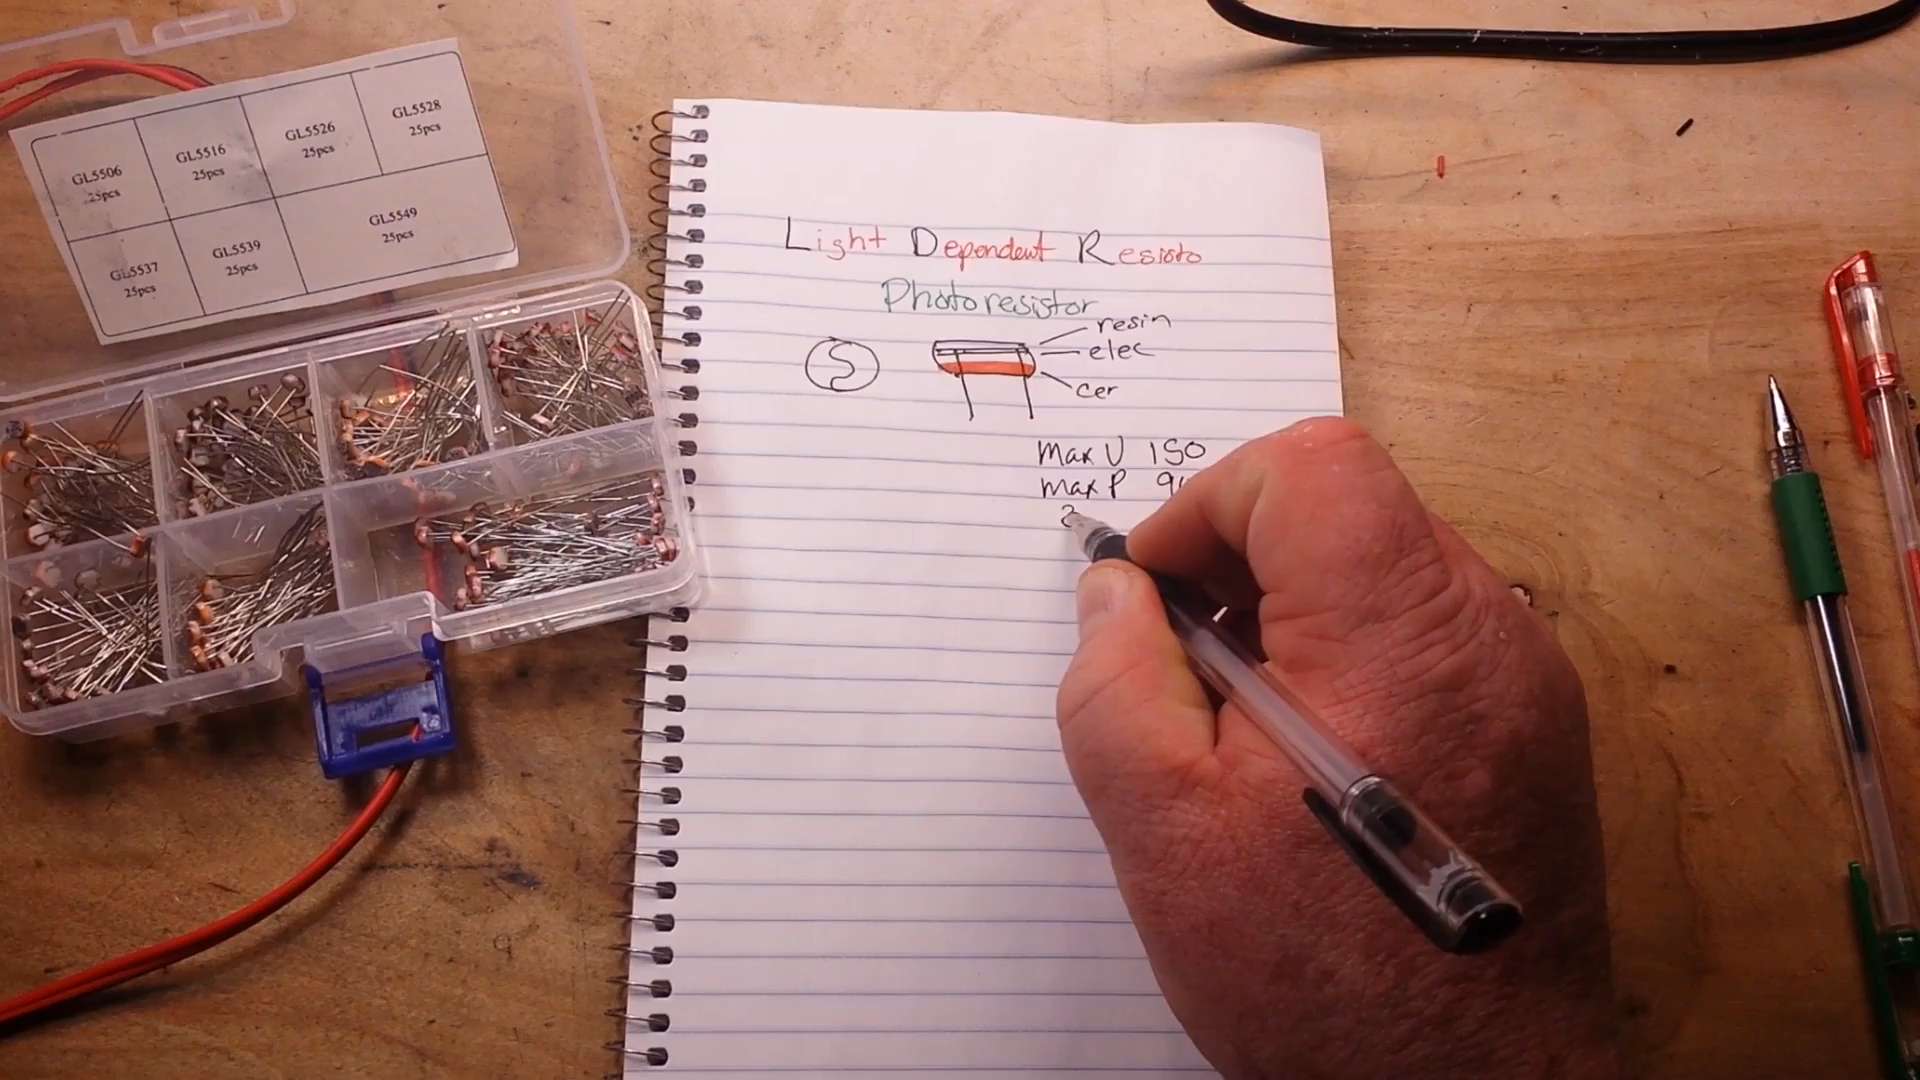 GL5506
25pcs
GL5516
25pcs
GL5526
25pcs
GL5528
25pcs
GL5537
25pcs
GL5539
25pcs
GL5549
25pcs
Light Dependent Resisto
Photoresistor
resin
elec
cer
Max V 150
Max P